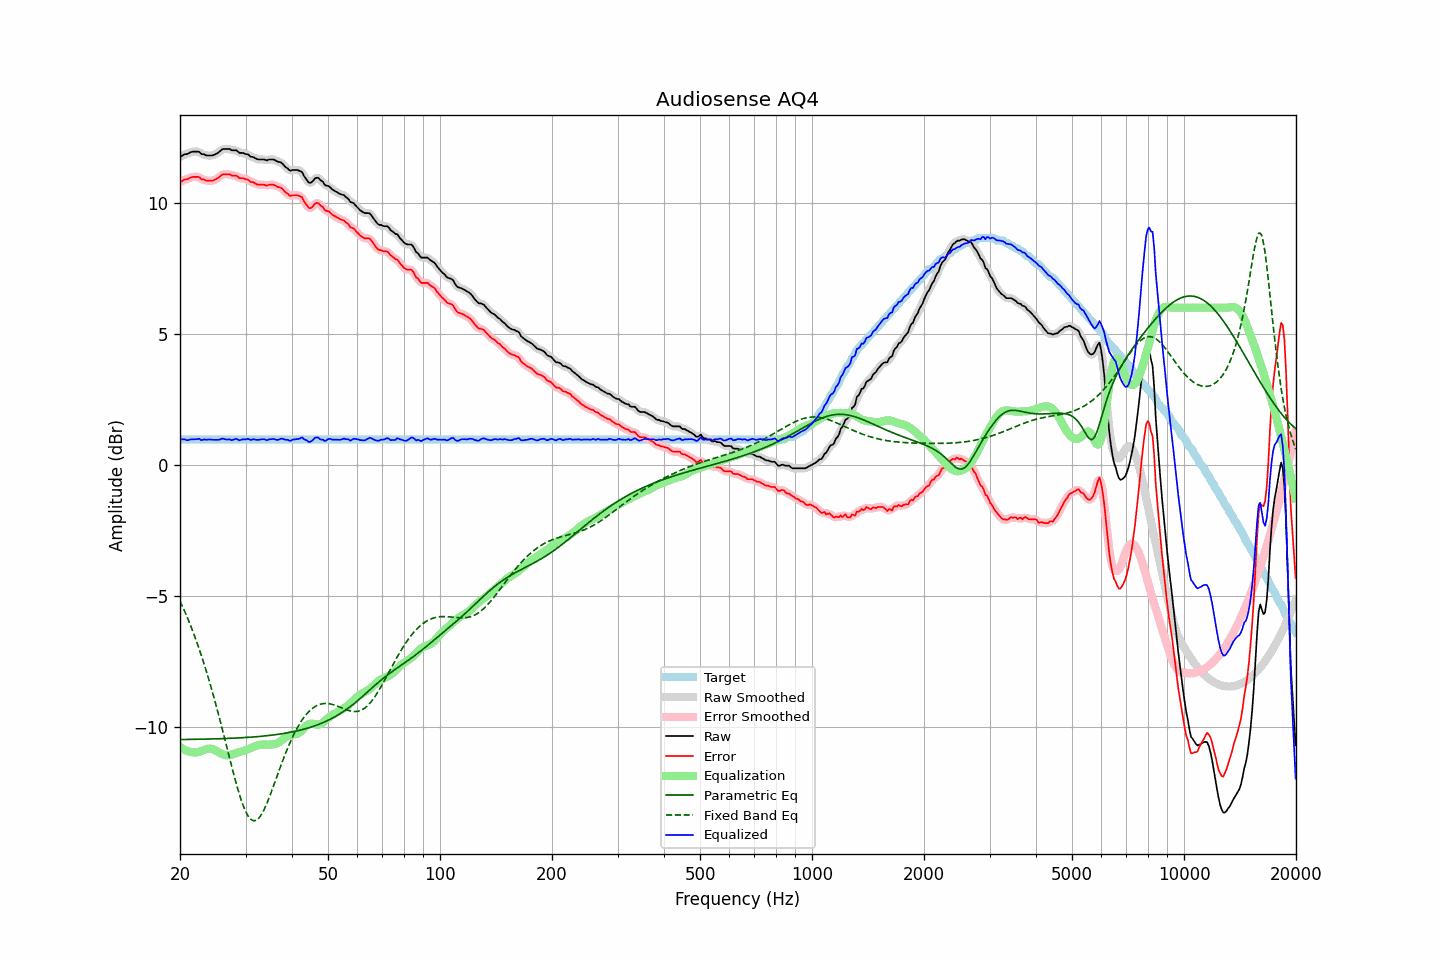 Audiosense AQ4
Amplitude (dBr)
10
5
0
−5
−10
20
50
100
200
500
1000
2000
5000
10000
20000
Frequency (Hz)
Target
Raw Smoothed
Error Smoothed
Raw
Error
Equalization
Parametric Eq
Fixed Band Eq
Equalized